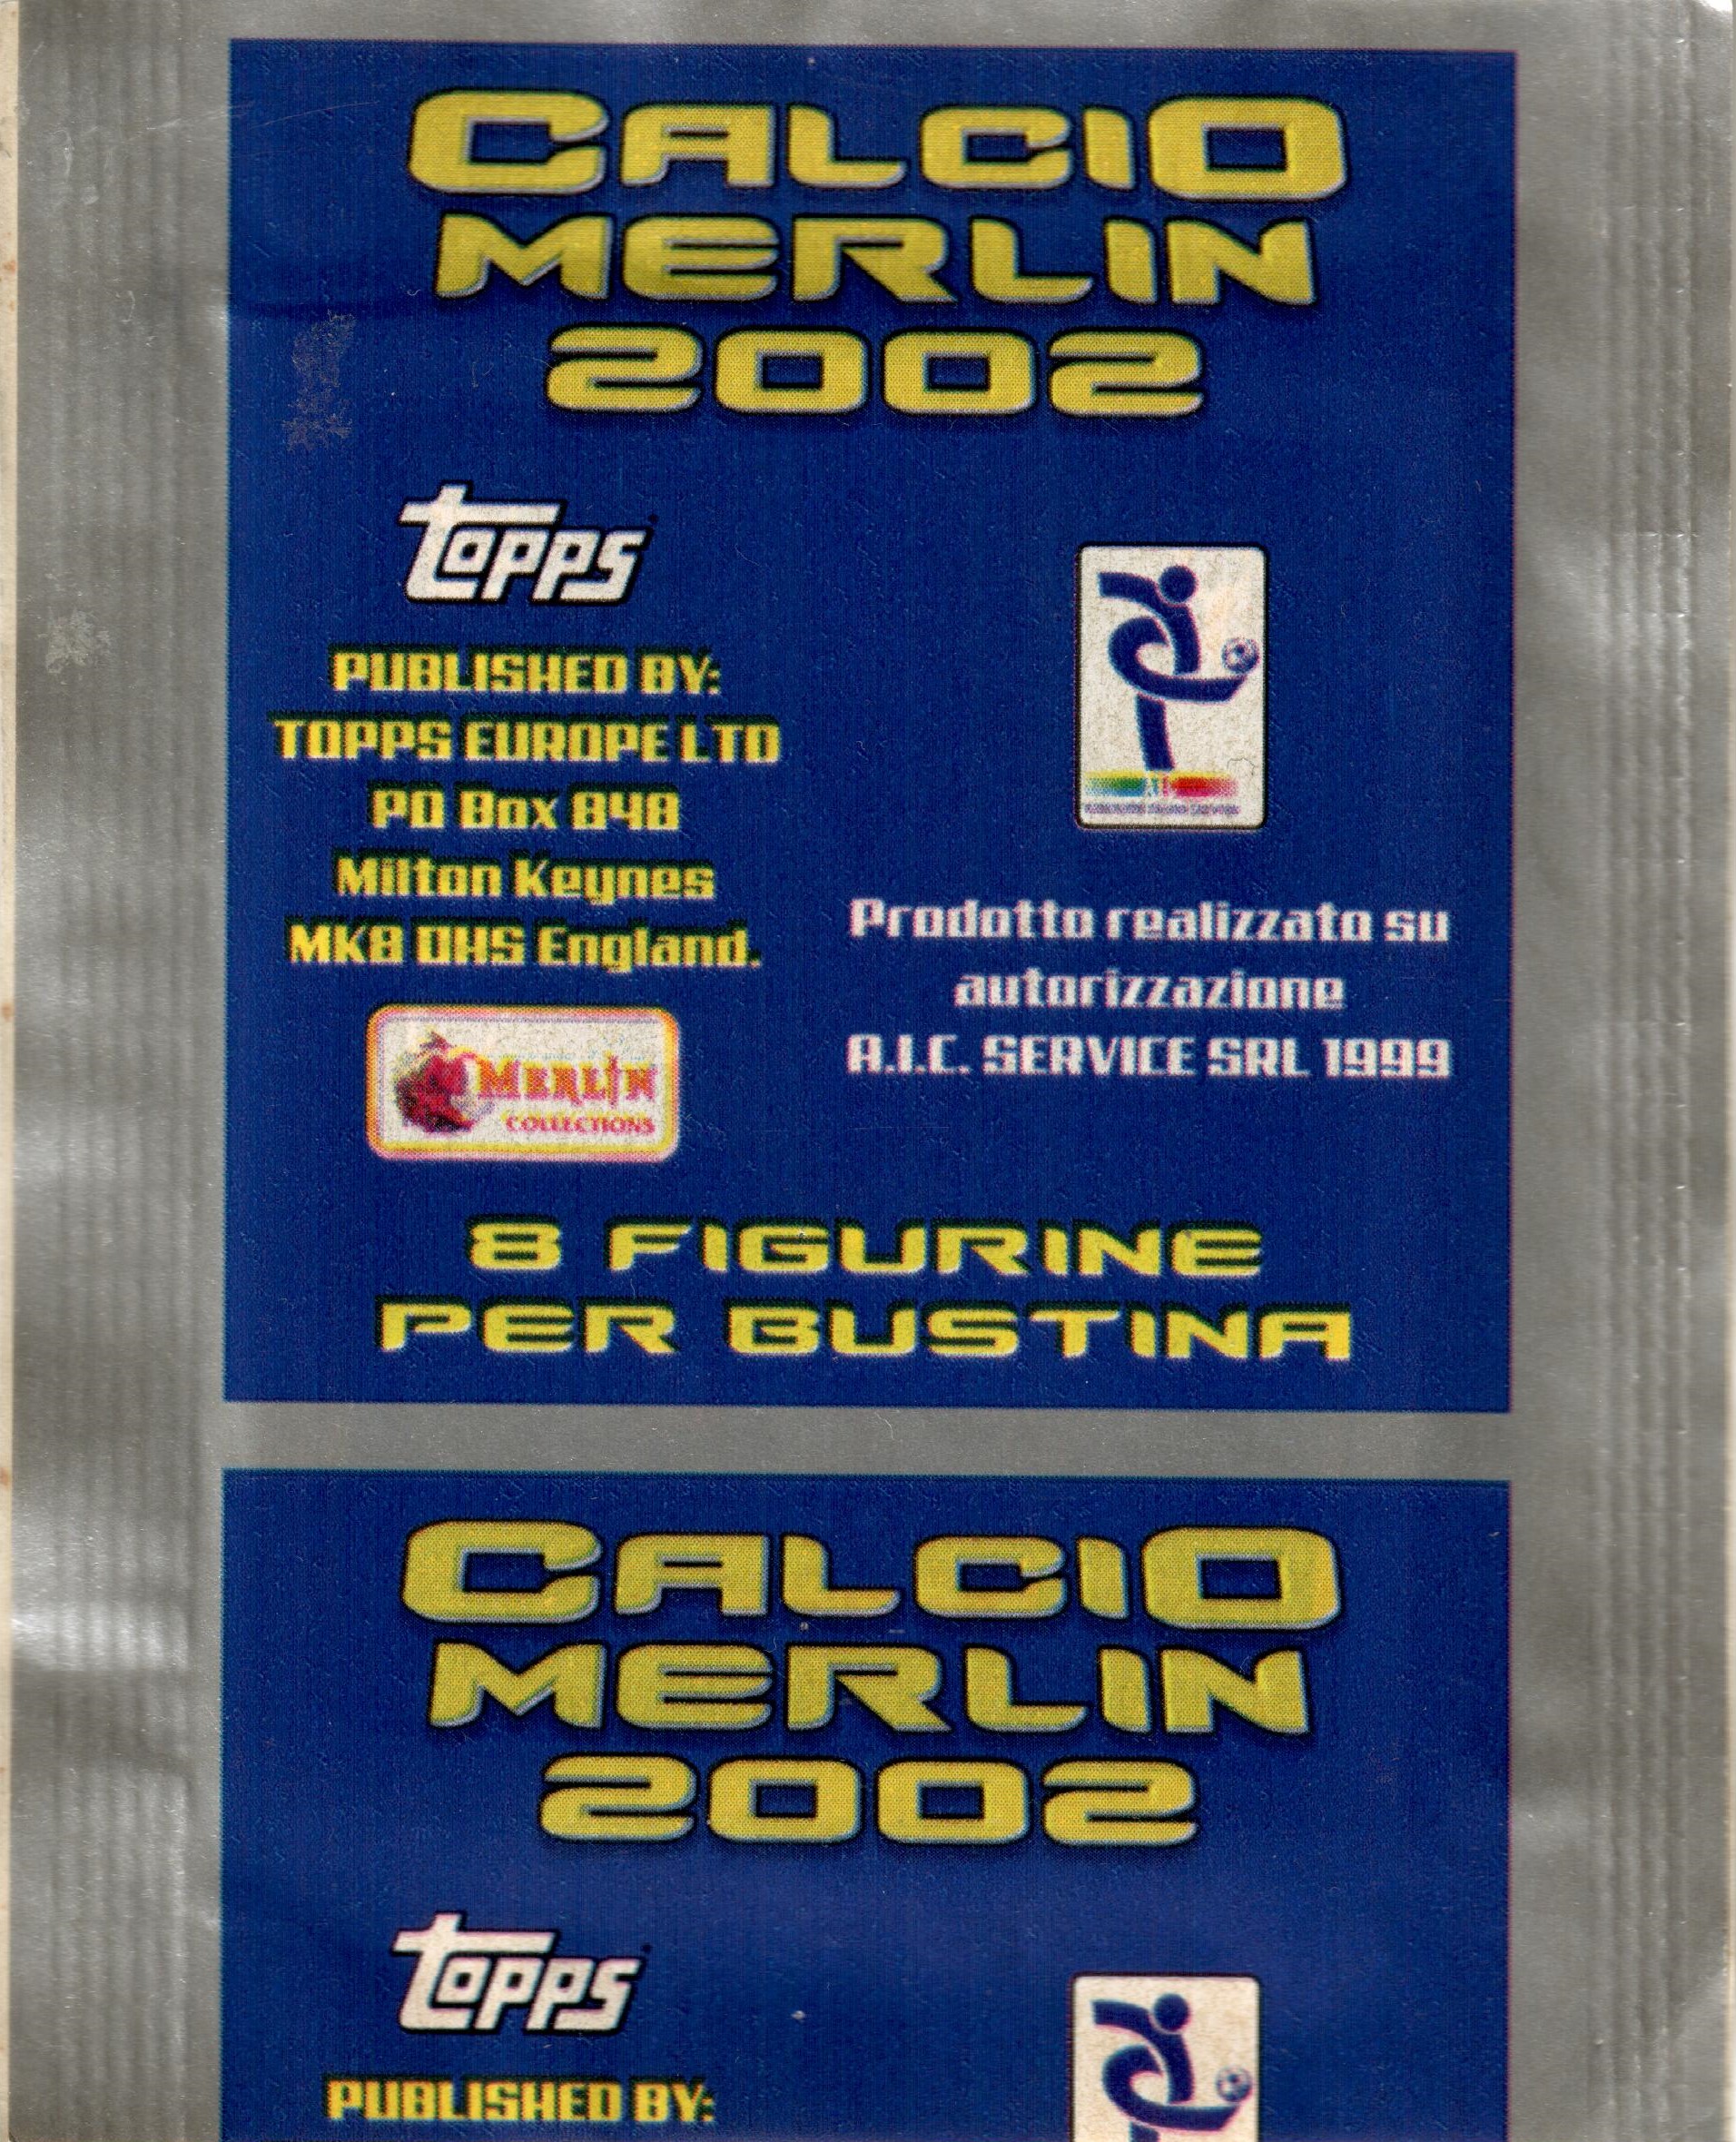 CALCIO
MERLIN
2002
Topps
PUBLISHED BY:
TOPPS EUROPE LTD
PO Box 848
Milton Keynes
MK8 0HS England.
MERLIN
COLLECTIONS
Prodotto realizzato su
autorizzazione
A.I.C. SERVICE SRL 1999
8 FIGURINE
PER BUSTINA
CALCIO
MERLIN
2002
Topps
PUBLISHED BY: